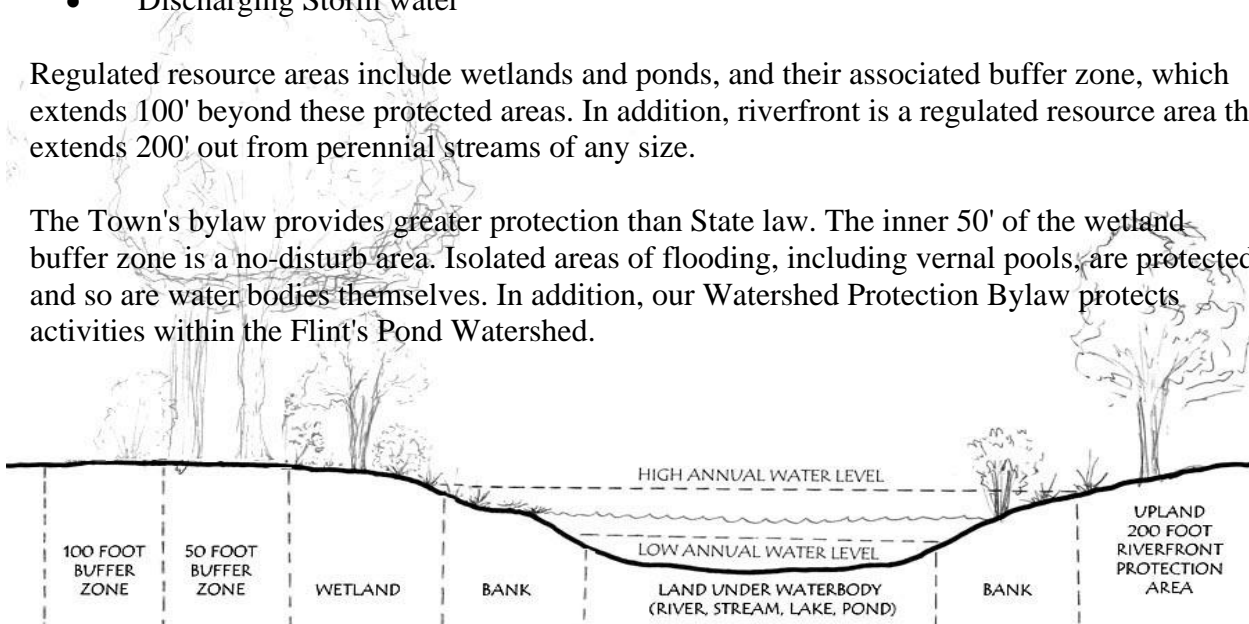 • Discharging Storm water
Regulated resource areas include wetlands and ponds, and their associated buffer zone, which
extends 100' beyond these protected areas. In addition, riverfront is a regulated resource area
extends 200' out from perennial streams of any size.
The Town's bylaw provides greater protection than State law. The inner 50' of the wetland
buffer zone is a no-disturb area. Isolated areas of flooding, including vernal pools, are protected
and so are water bodies themselves. In addition, our Watershed Protection Bylaw protects
activities within the Flint's Pond Watershed.
HIGH ANNUAL WATER LEVEL
LOW ANNUAL WATER LEVEL
100 FOOT
BUFFER
ZONE
50 FOOT
BUFFER
ZONE
WETLAND
BANK
LAND UNDER WATERBODY
(RIVER, STREAM, LAKE, POND)
BANK
UPLAND
200 FOOT
RIVERFRONT
PROTECTION
AREA